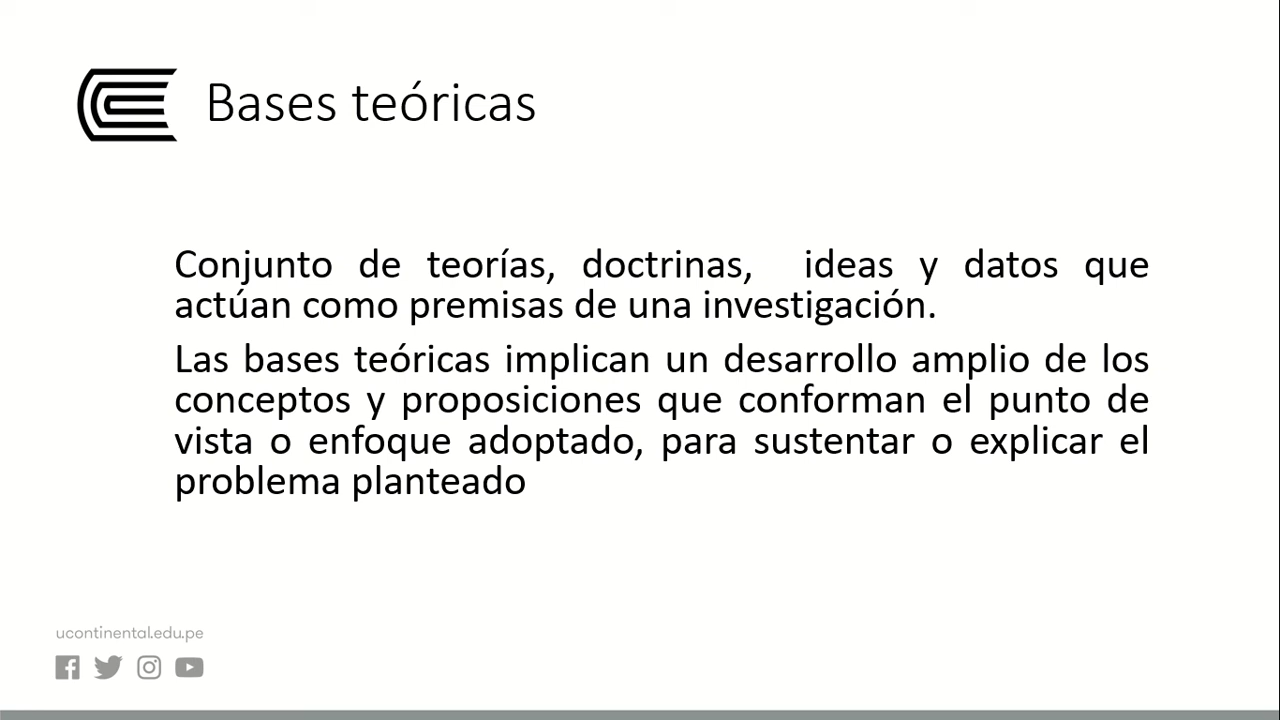 Bases teóricas
Conjunto de teorías, doctrinas, ideas y datos que
actúan como premisas de una investigación.
Las bases teóricas implican un desarrollo amplio de los
conceptos y proposiciones que conforman el punto de
vista o enfoque adoptado, para sustentar o explicar el
problema planteado
ucontinental.edu.pe